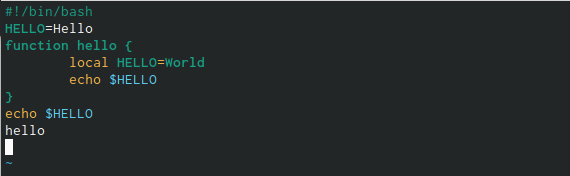 #!/bin/bash
HELLO=Hello
function hello {
        local HELLO=World
        echo $HELLO
}
echo $HELLO
hello
~